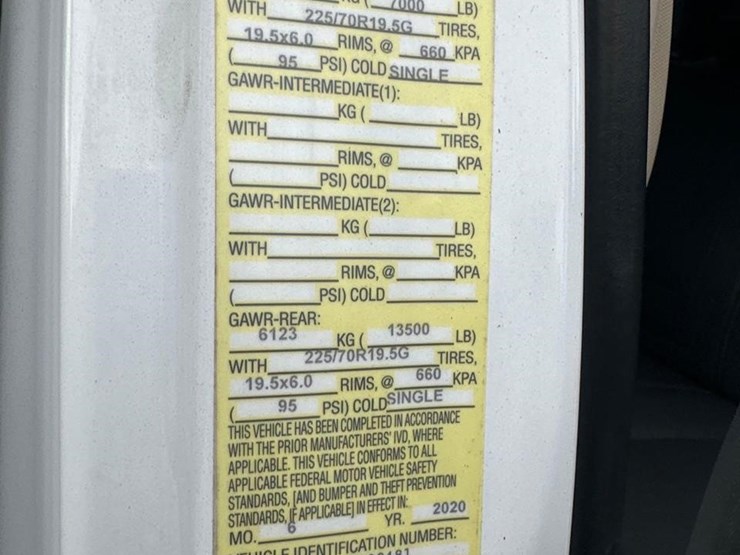 7000 LB)
WITH 225/70R19.5G TIRES,
19.5x6.0 RIMS, @ 660 KPA
( 95 PSI) COLD SINGLE
GAWR-INTERMEDIATE(1):
KG ( LB)
WITH TIRES,
RIMS, @ KPA
( PSI) COLD
GAWR-INTERMEDIATE(2):
KG ( LB)
WITH TIRES,
RIMS, @ KPA
( PSI) COLD
GAWR-REAR:
6123 KG ( 13500 LB)
WITH 225/70R19.5G TIRES,
19.5x6.0 RIMS, @ 660 KPA
( 95 PSI) COLD SINGLE
THIS VEHICLE HAS BEEN COMPLETED IN ACCORDANCE
WITH THE PRIOR MANUFACTURERS' IVD, WHERE
APPLICABLE. THIS VEHICLE CONFORMS TO ALL
APPLICABLE FEDERAL MOTOR VEHICLE SAFETY
STANDARDS, [AND BUMPER AND THEFT PREVENTION
STANDARDS, IF APPLICABLE] IN EFFECT IN:
MO. 6 YR. 2020
VEHICLE IDENTIFICATION NUMBER: